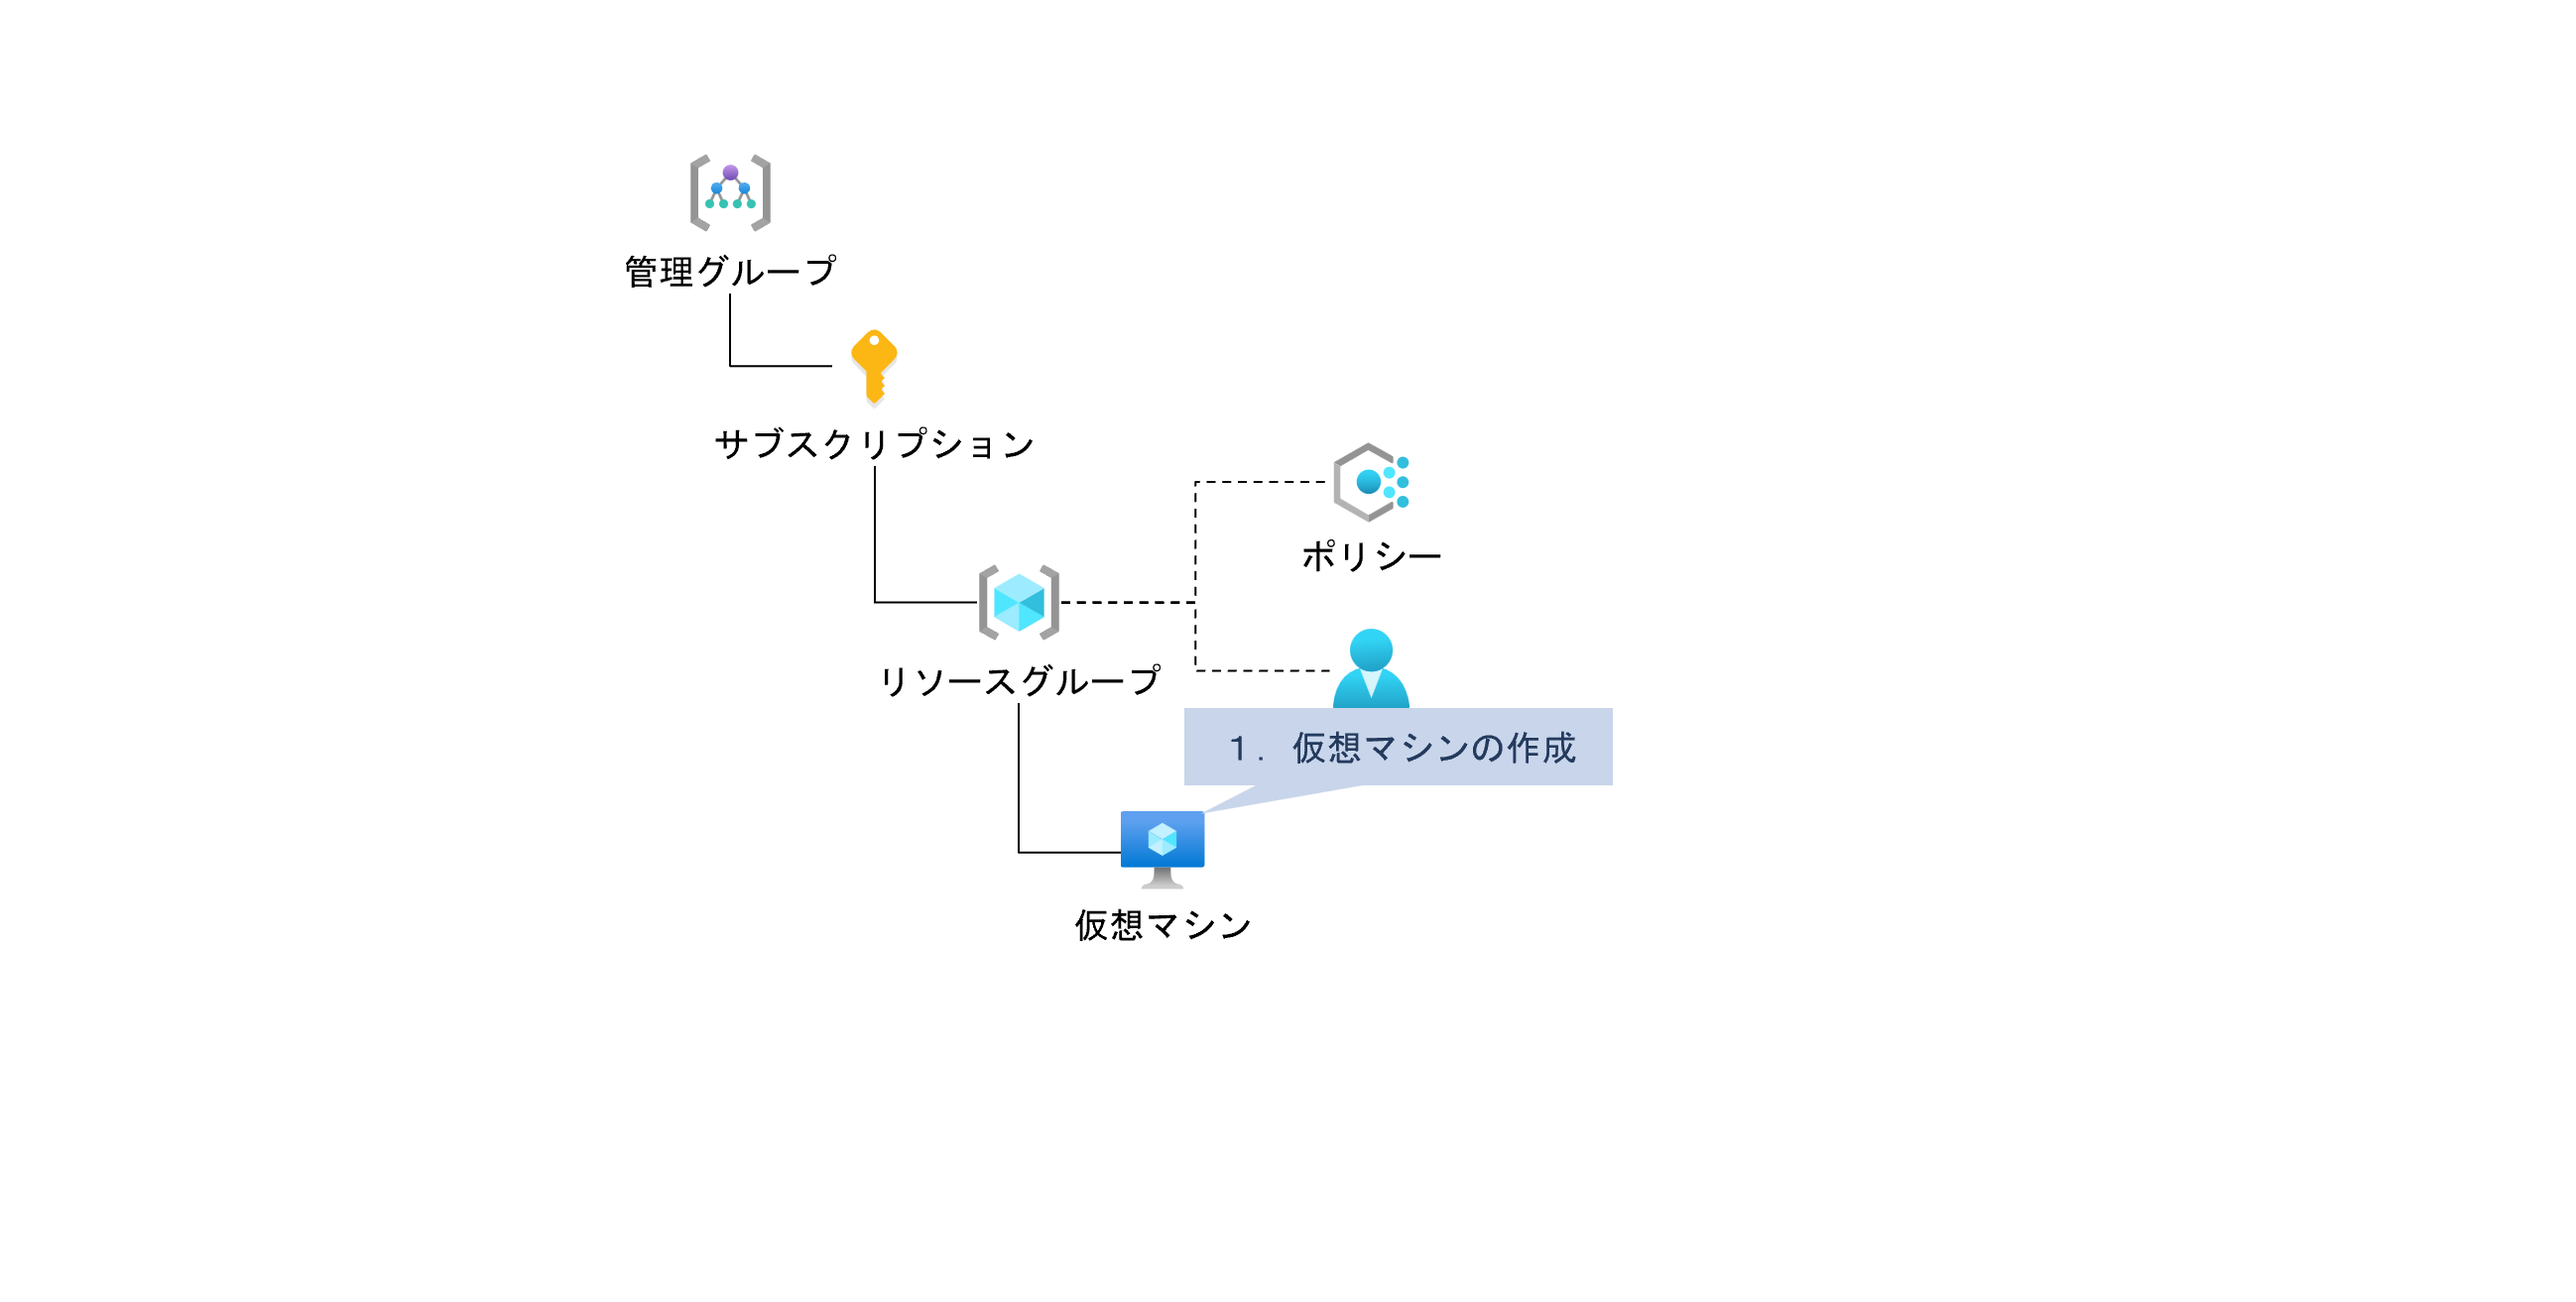 管理グループ
サブスクリプション
ポリシー
リソースグループ
１．仮想マシンの作成
仮想マシン